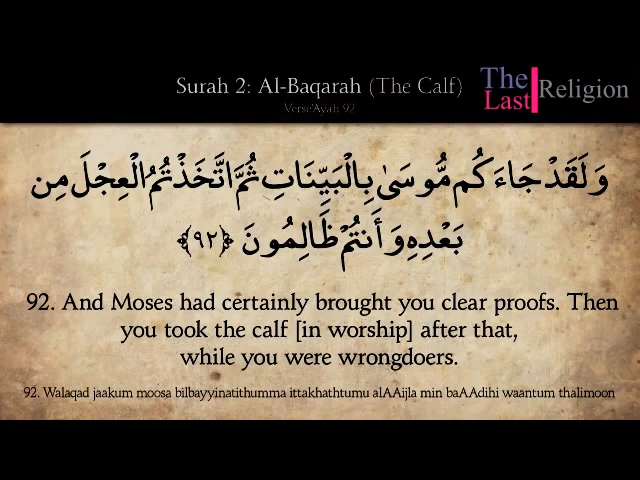 Surah 2: Al-Baqarah (The Calf)
Verse/Ayah 92
The Last Religion
وَلَقَدْ جَاءَكُم مُّوسَىٰ بِالْبَيِّنَاتِ ثُمَّ اتَّخَذْتُمُ الْعِجْلَ مِن
بَعْدِهِ وَأَنتُمْ ظَالِمُونَ ﴿٩٢﴾
92. And Moses had certainly brought you clear proofs. Then
you took the calf [in worship] after that,
while you were wrongdoers.
92. Walaqad jaakum moosa bilbayyinatithumma ittakhathtumu alAAijla min baAAdihi waantum thalimoon